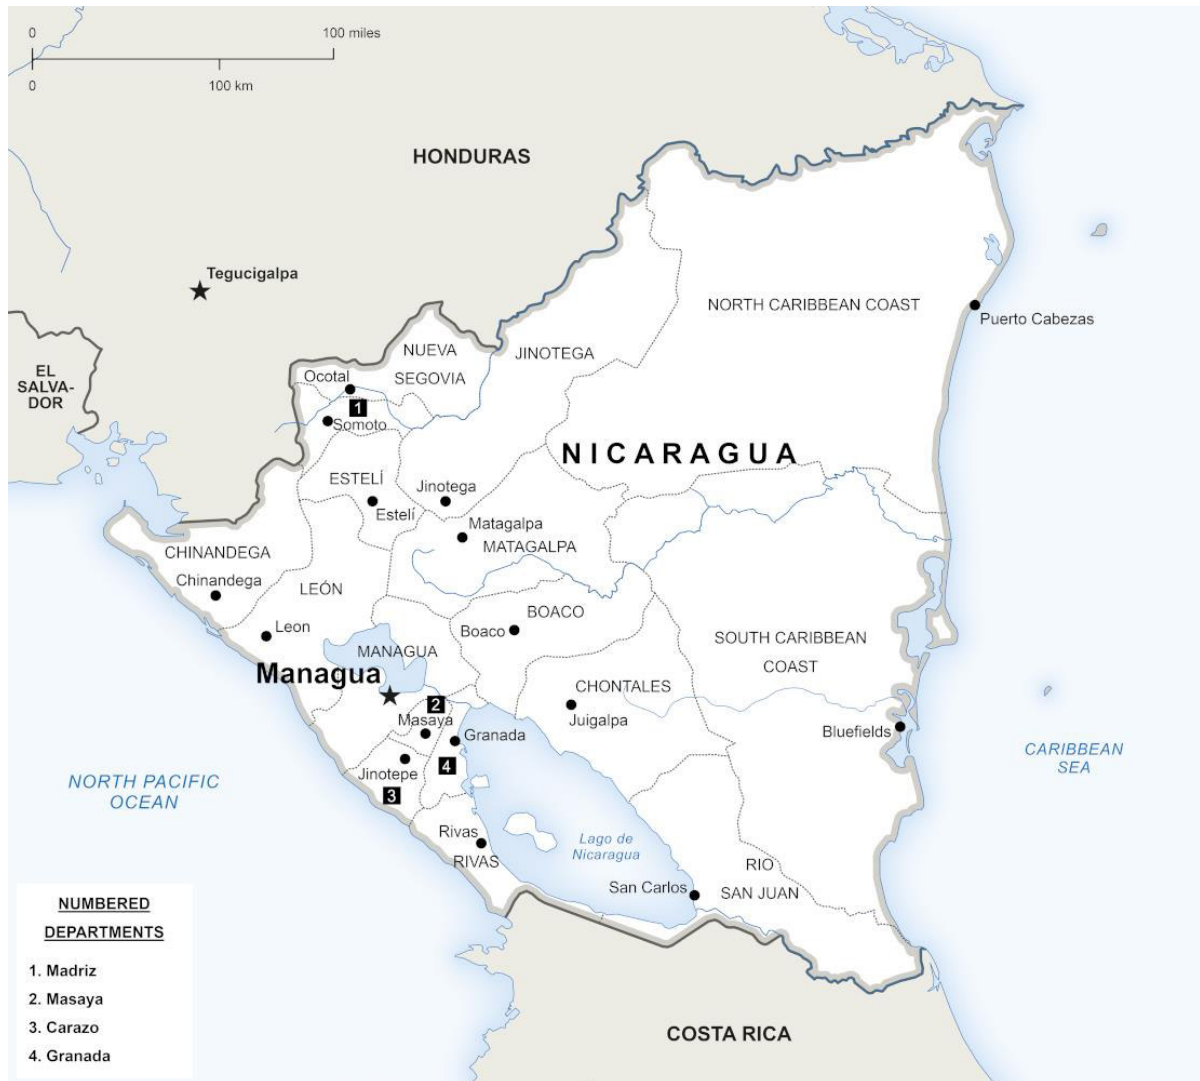 0 100 miles
0 100 km
HONDURAS
Tegucigalpa
NORTH CARIBBEAN COAST
Puerto Cabezas
NUEVA
SEGOVIA
JINOTEGA
EL
SALVA-
DOR
Ocotal
1
Somoto
NICARAGUA
ESTELÍ
Estelí
Jinotega
Matagalpa
MATAGALPA
CHINANDEGA
Chinandega
LEÓN
Leon
BOACO
Boaco
MANAGUA
Managua
SOUTH CARIBBEAN
COAST
CHONTALES
Juigalpa
2
Masaya
Granada
Bluefields
4
Jinotepe
3
NORTH PACIFIC
OCEAN
CARIBBEAN
SEA
Rivas
RIVAS
Lago de
Nicaragua
San Carlos
RIO
SAN JUAN
COSTA RICA
NUMBERED
DEPARTMENTS
1. Madriz
2. Masaya
3. Carazo
4. Granada